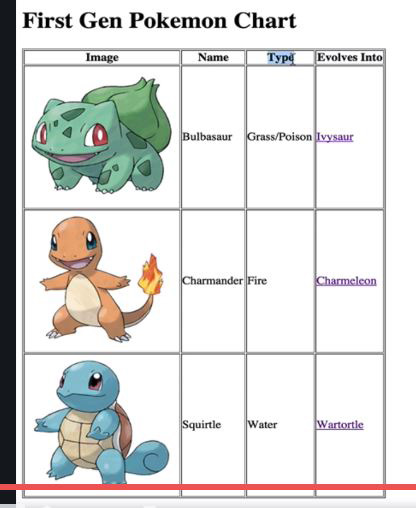 First Gen Pokemon Chart
Image Name Type Evolves Into
Bulbasaur Grass/Poison Ivysaur
Charmander Fire Charmeleon
Squirtle Water Wartortle